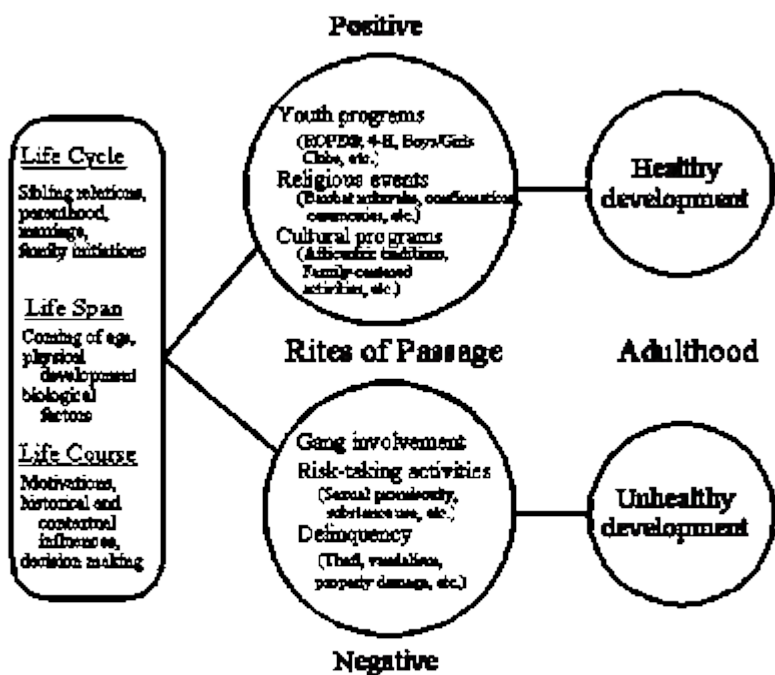 Positive
Life Cycle
Sibling relations,
parenthood,
marriage,
family initiations
Life Span
Coming of age,
physical
development
biological
factors
Life Course
Motivations,
historical and
contextual
influences,
decision making
Youth programs
4-H, Boys/Girls
Clubs, etc.)
Religious events
confirmations,
ceremonies, etc.)
Cultural programs
(Afrocentric traditions,
Family-centered
activities, etc.)
Rites of Passage
Gang involvement
Risk-taking activities
(Sexual promiscuity,
substance use, etc.)
Delinquency
(Theft, vandalism,
property damage, etc.)
Negative
Healthy
development
Adulthood
Unhealthy
development